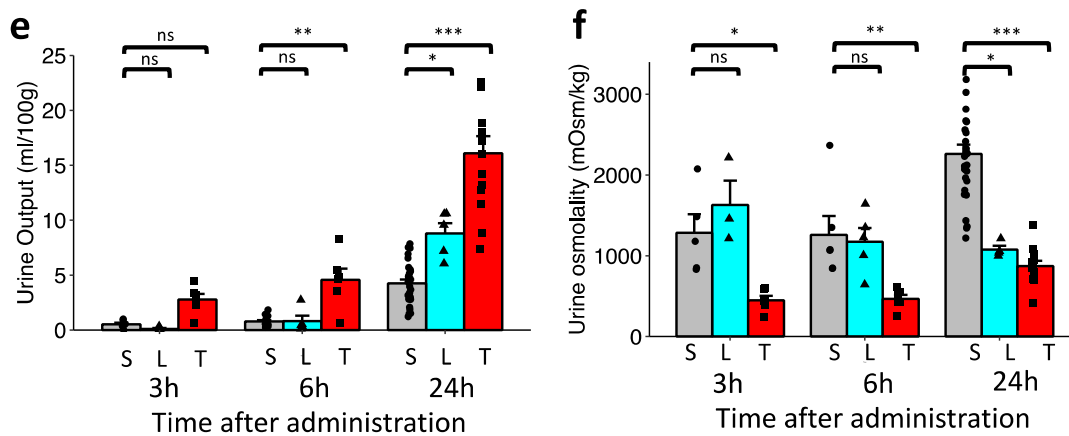 e
ns
ns
**
ns
***
*
Urine Output (ml/100g)
25
20
15
10
5
0
S L T
S L T
S L T
3h
6h
24h
Time after administration
f
*
ns
**
ns
***
*
Urine osmolality (mOsm/kg)
3000
2000
1000
0
S L T
S L T
S L T
3h
6h
24h
Time after administration